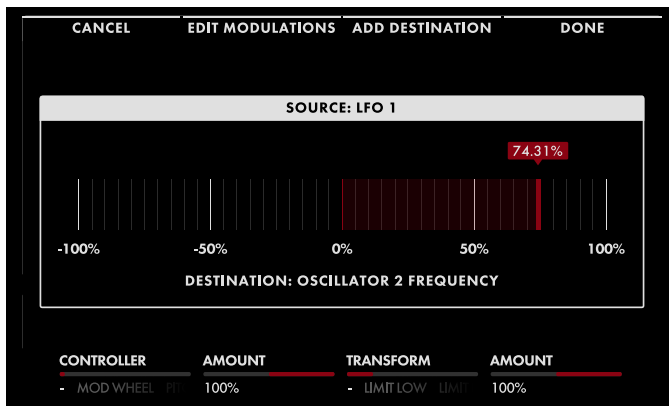 CANCEL EDIT MODULATIONS ADD DESTINATION DONE
SOURCE: LFO 1
74.31%
-100% -50% 0% 50% 100%
DESTINATION: OSCILLATOR 2 FREQUENCY
CONTROLLER AMOUNT TRANSFORM AMOUNT
- MOD WHEEL 100% - LIMIT LOW 100%